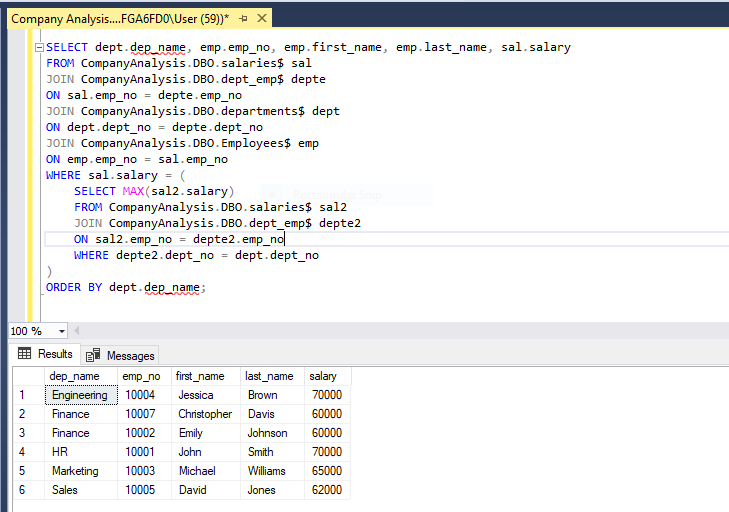 Company Analysis....FGA6FD0\User (59))*
SELECT dept.dep_name, emp.emp_no, emp.first_name, emp.last_name, sal.salary
FROM CompanyAnalysis.DBO.salaries$ sal
JOIN CompanyAnalysis.DBO.dept_emp$ depte
ON sal.emp_no = depte.emp_no
JOIN CompanyAnalysis.DBO.departments$ dept
ON dept.dept_no = depte.dept_no
JOIN CompanyAnalysis.DBO.Employees$ emp
ON emp.emp_no = sal.emp_no
WHERE sal.salary = (
SELECT MAX(sal2.salary)
FROM CompanyAnalysis.DBO.salaries$ sal2
JOIN CompanyAnalysis.DBO.dept_emp$ depte2
ON sal2.emp_no = depte2.emp_no
WHERE depte2.dept_no = dept.dept_no
)
ORDER BY dept.dep_name;
100 %
Results Messages
dep_name emp_no first_name last_name salary
1 Engineering 10004 Jessica Brown 70000
2 Finance 10007 Christopher Davis 60000
3 Finance 10002 Emily Johnson 60000
4 HR 10001 John Smith 70000
5 Marketing 10003 Michael Williams 65000
6 Sales 10005 David Jones 62000